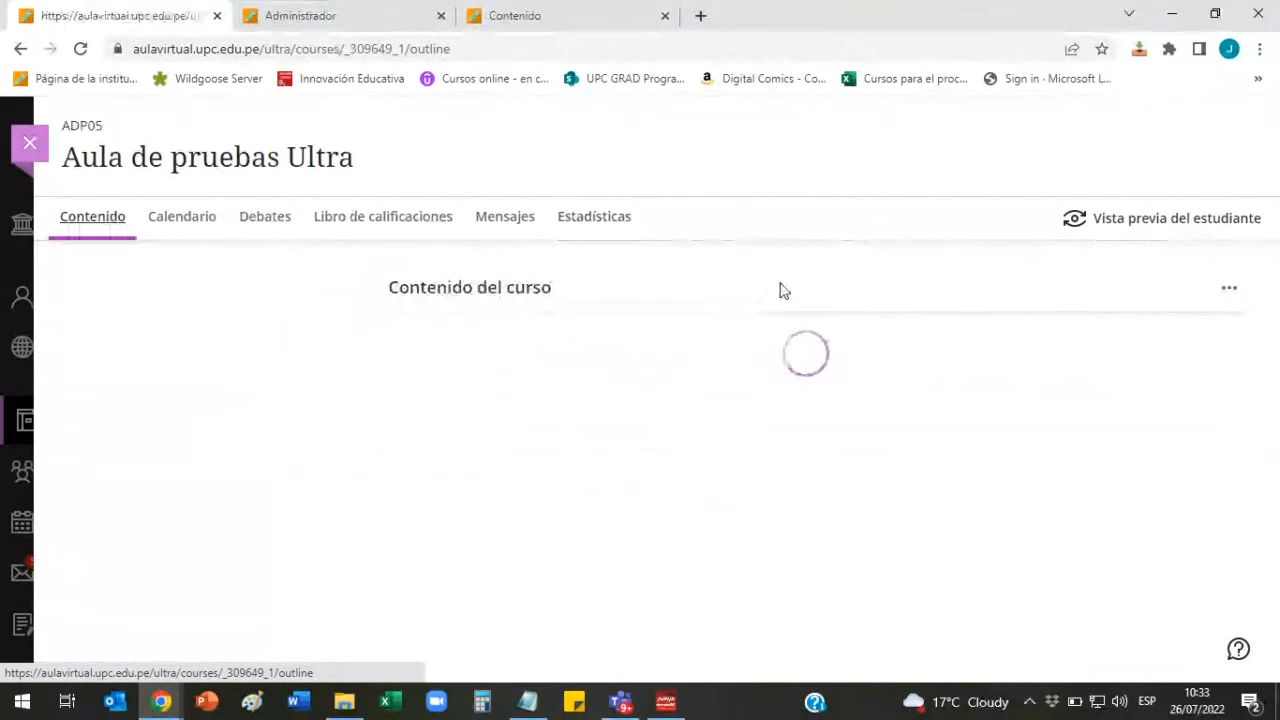 https://aulavirtual.upc.edu.pe/ul
Administrador
Contenido
aulavirtual.upc.edu.pe/ultra/courses/_309649_1/outline
J
Página de la institu...
Wildgoose Server
Innovación Educativa
Cursos online - en c...
UPC GRAD Progra...
Digital Comics - Co...
Cursos para el proc...
Sign in · Microsoft L...
ADP05
Aula de pruebas Ultra
Contenido
Calendario
Debates
Libro de calificaciones
Mensajes
Estadísticas
Vista previa del estudiante
Contenido del curso
https://aulavirtual.upc.edu.pe/ultra/courses/_309649_1/outline
9+
17°C Cloudy
ESP
10:33
26/07/2022
2